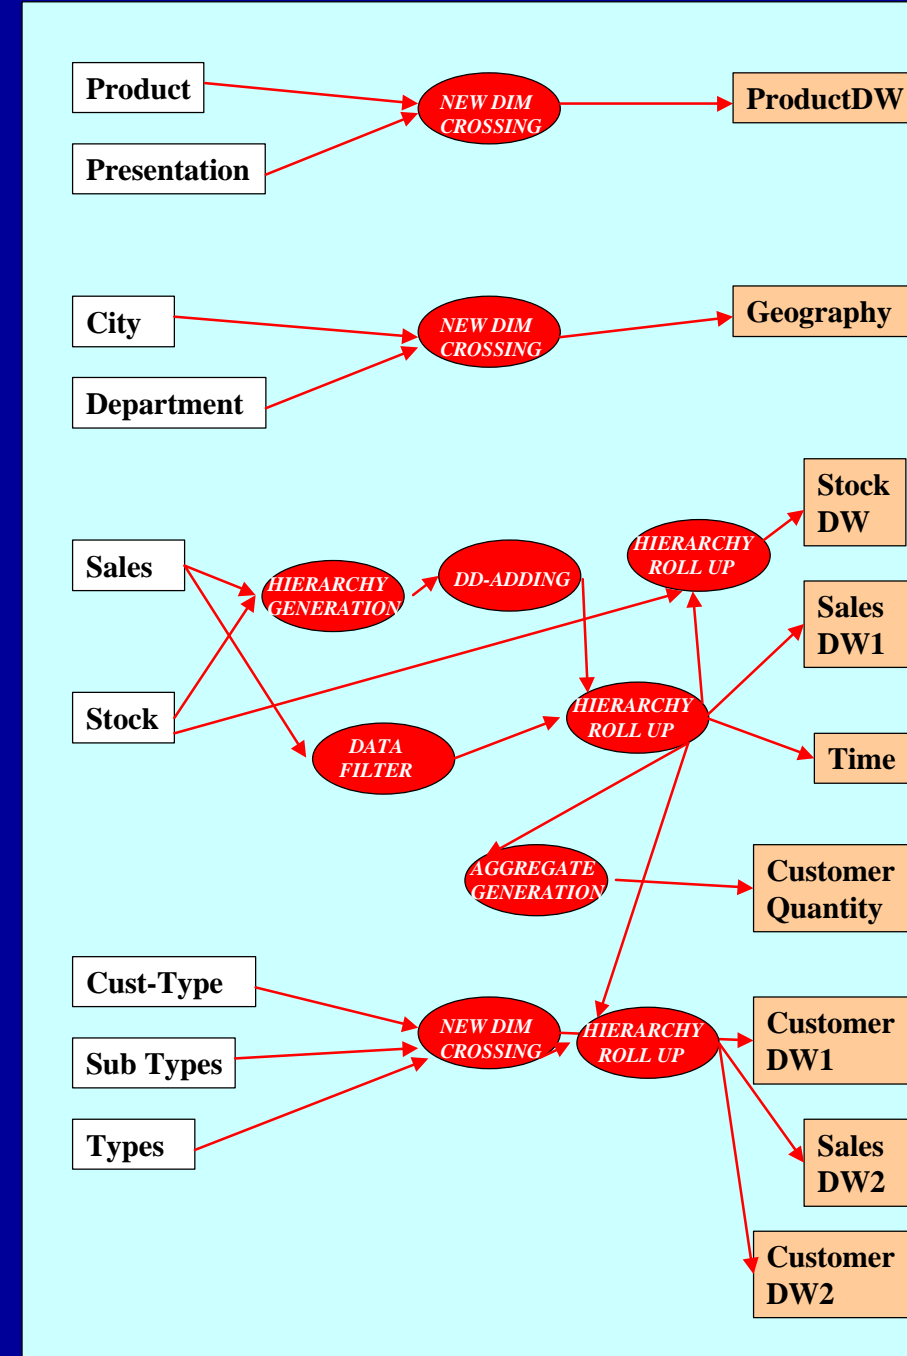 Product
NEW DIM
CROSSING
ProductDW
Presentation
City
NEW DIM
CROSSING
Geography
Department
Stock
DW
Sales
HIERARCHY
GENERATION
DD-ADDING
HIERARCHY
ROLL UP
Sales
DW1
Stock
HIERARCHY
ROLL UP
DATA
FILTER
Time
AGGREGATE
GENERATION
Customer
Quantity
Cust-Type
NEW DIM
CROSSING
HIERARCHY
ROLL UP
Customer
DW1
Sub Types
Types
Sales
DW2
Customer
DW2